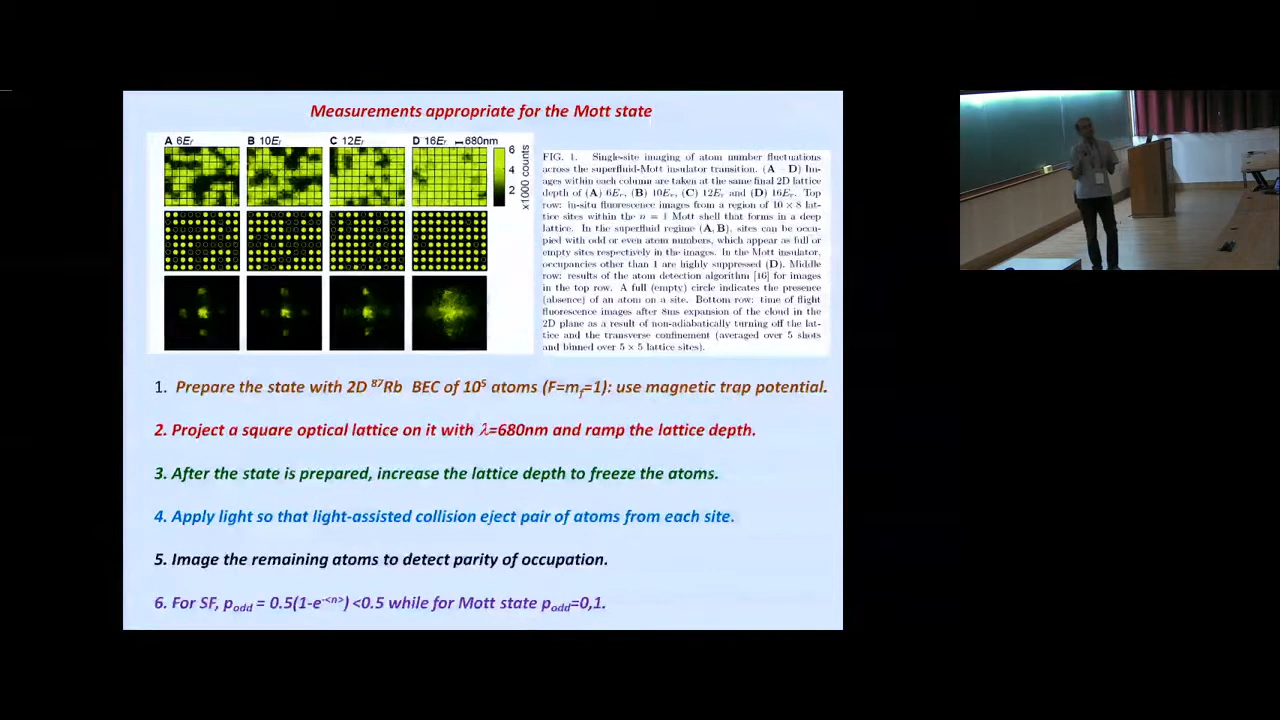 Measurements appropriate for the Mott state
A 6Er B 10Er C 12Er D 16Er 680nm
6
4
2
x1000 counts
FIG. 1. Single-site imaging of atom number fluctuations
across the superfluid-Mott insulator transition. (A – D) Im-
ages within each column are taken at the same final 2D lattice
depth of (A) 6Er, (B) 10Er, (C) 12Er and (D) 16Er. Top
row: in-situ fluorescence images from a region of 10 × 8 lat-
tice sites within the n = 1 Mott shell that forms in a deep
lattice. In the superfluid regime (A, B), sites can be occu-
pied with odd or even atom numbers, which appear as full or
empty sites respectively in the images. In the Mott insulator,
occupancies other than 1 are highly suppressed (D). Middle
row: results of the atom detection algorithm [16] for images
in the top row. A full (empty) circle indicates the presence
(absence) of an atom on a site. Bottom row: time of flight
fluorescence images after 8ms expansion of the cloud in the
2D plane as a result of non-adiabatically turning off the lat-
tice and the transverse confinement (averaged over 5 shots
and binned over 5 × 5 lattice sites).
1. Prepare the state with 2D ⁸⁷Rb BEC of 10⁵ atoms (F=mf=1): use magnetic trap potential.
2. Project a square optical lattice on it with λ=680nm and ramp the lattice depth.
3. After the state is prepared, increase the lattice depth to freeze the atoms.
4. Apply light so that light-assisted collision eject pair of atoms from each site.
5. Image the remaining atoms to detect parity of occupation.
6. For SF, podd = 0.5(1-e-<n>) <0.5 while for Mott state podd=0,1.